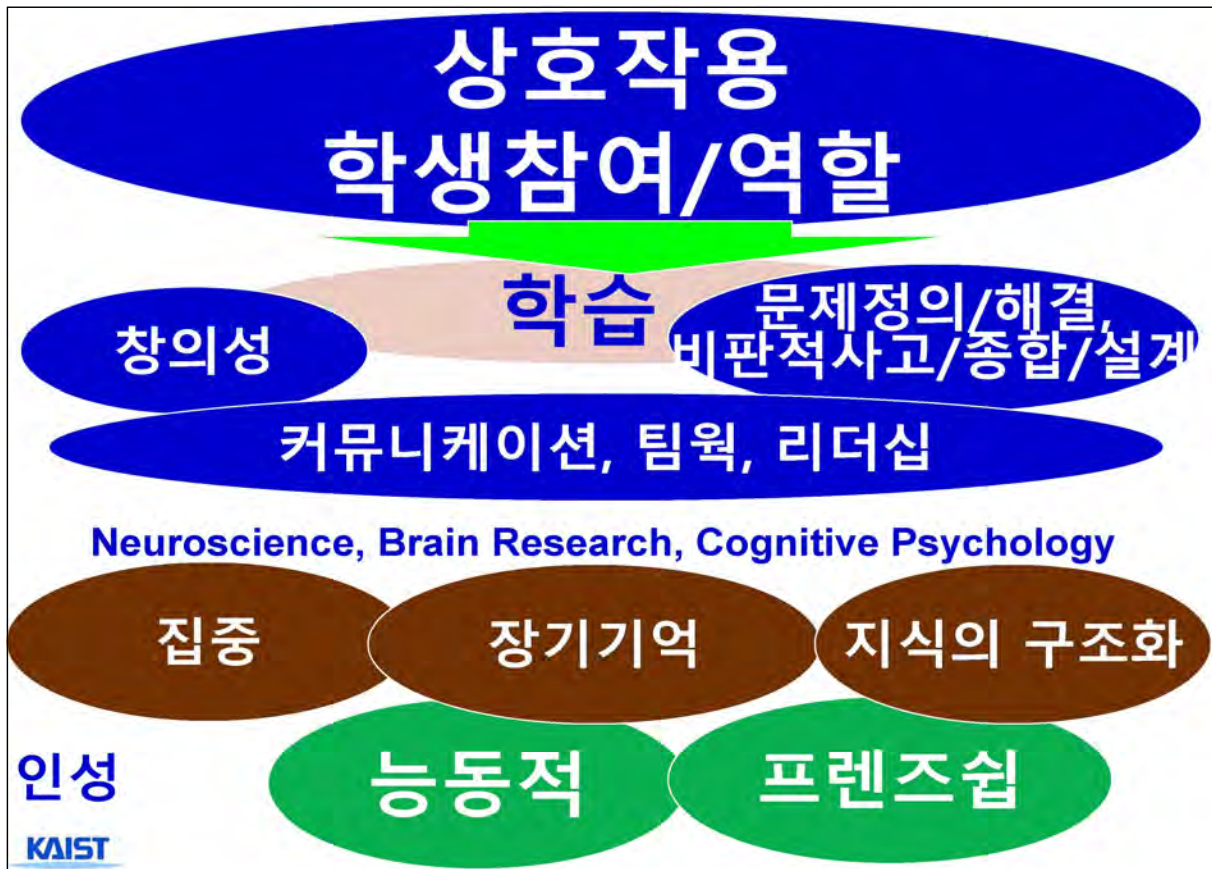 상호작용
학생참여/역할
학습
창의성
문제정의/해결,
비판적사고/종합/설계
커뮤니케이션, 팀웍, 리더십
Neuroscience, Brain Research, Cognitive Psychology
집중
장기기억
지식의 구조화
인성
능동적
프렌즈쉽
KAIST